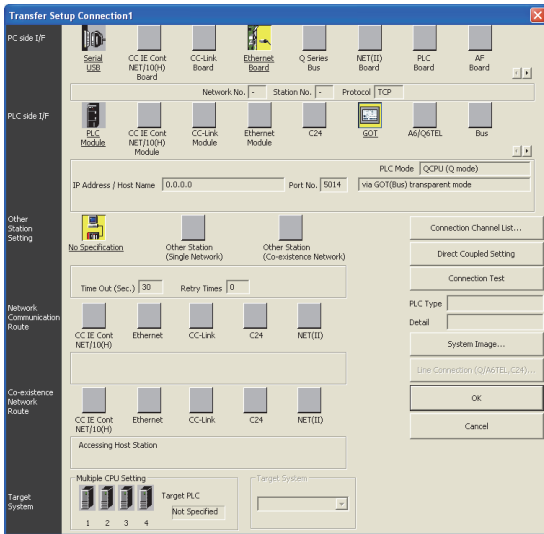 Transfer Setup Connection1
PC side I/F
Serial USB
CC IE Cont NET/10(H) Board
CC-Link Board
Ethernet Board
Q Series Bus
NET(II) Board
PLC Board
AF Board
Network No. - Station No. - Protocol TCP
PLC side I/F
PLC Module
CC IE Cont NET/10(H) Module
CC-Link Module
Ethernet Module
C24
GOT
A6/Q6TEL
Bus
PLC Mode QCPU (Q mode)
IP Address / Host Name 0.0.0.0 Port No. 5014 via GOT(Bus) transparent mode
Other Station Setting
No Specification
Other Station (Single Network)
Other Station (Co-existence Network)
Time Out (Sec.) 30 Retry Times 0
Connection Channel List...
Direct Coupled Setting
Connection Test
PLC Type
Detail
System Image...
Line Connection (Q/A6TEL,C24)...
OK
Cancel
Network Communication Route
CC IE Cont NET/10(H)
Ethernet
CC-Link
C24
NET(II)
Co-existence Network Route
CC IE Cont NET/10(H)
Ethernet
CC-Link
C24
NET(II)
Accessing Host Station
Target System
Multiple CPU Setting
1 2 3 4
Target PLC
Not Specified
Target System